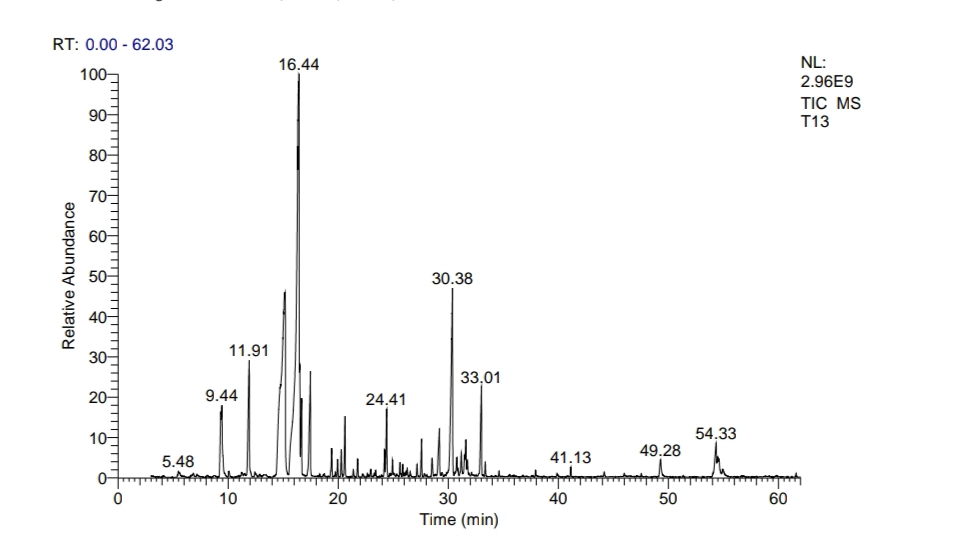 RT: 0.00 - 62.03
NL:
2.96E9
TIC MS
T13
16.44
100
90
80
70
60
50
40
30
20
10
0
Relative Abundance
30.38
11.91
33.01
9.44
24.41
54.33
5.48
41.13
49.28
0 10 20 30 40 50 60
Time (min)